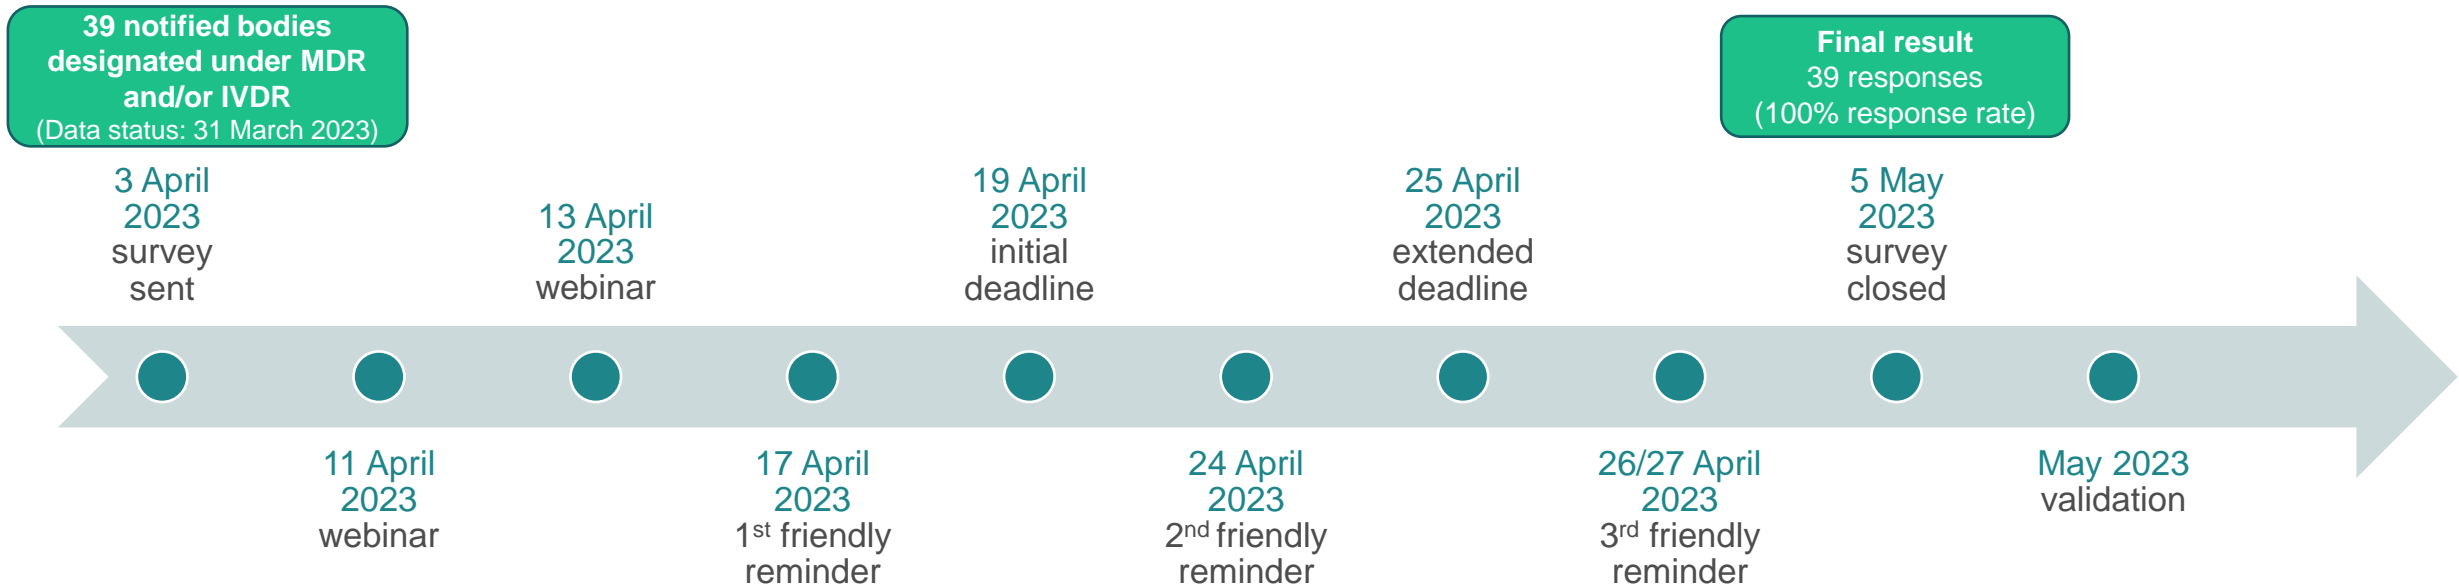 39 notified bodies
designated under MDR
and/or IVDR
(Data status: 31 March 2023)
Final result
39 responses
(100% response rate)
3 April
2023
survey
sent
11 April
2023
webinar
13 April
2023
webinar
17 April
2023
1st friendly
reminder
19 April
2023
initial
deadline
24 April
2023
2nd friendly
reminder
25 April
2023
extended
deadline
26/27 April
2023
3rd friendly
reminder
5 May
2023
survey
closed
May 2023
validation